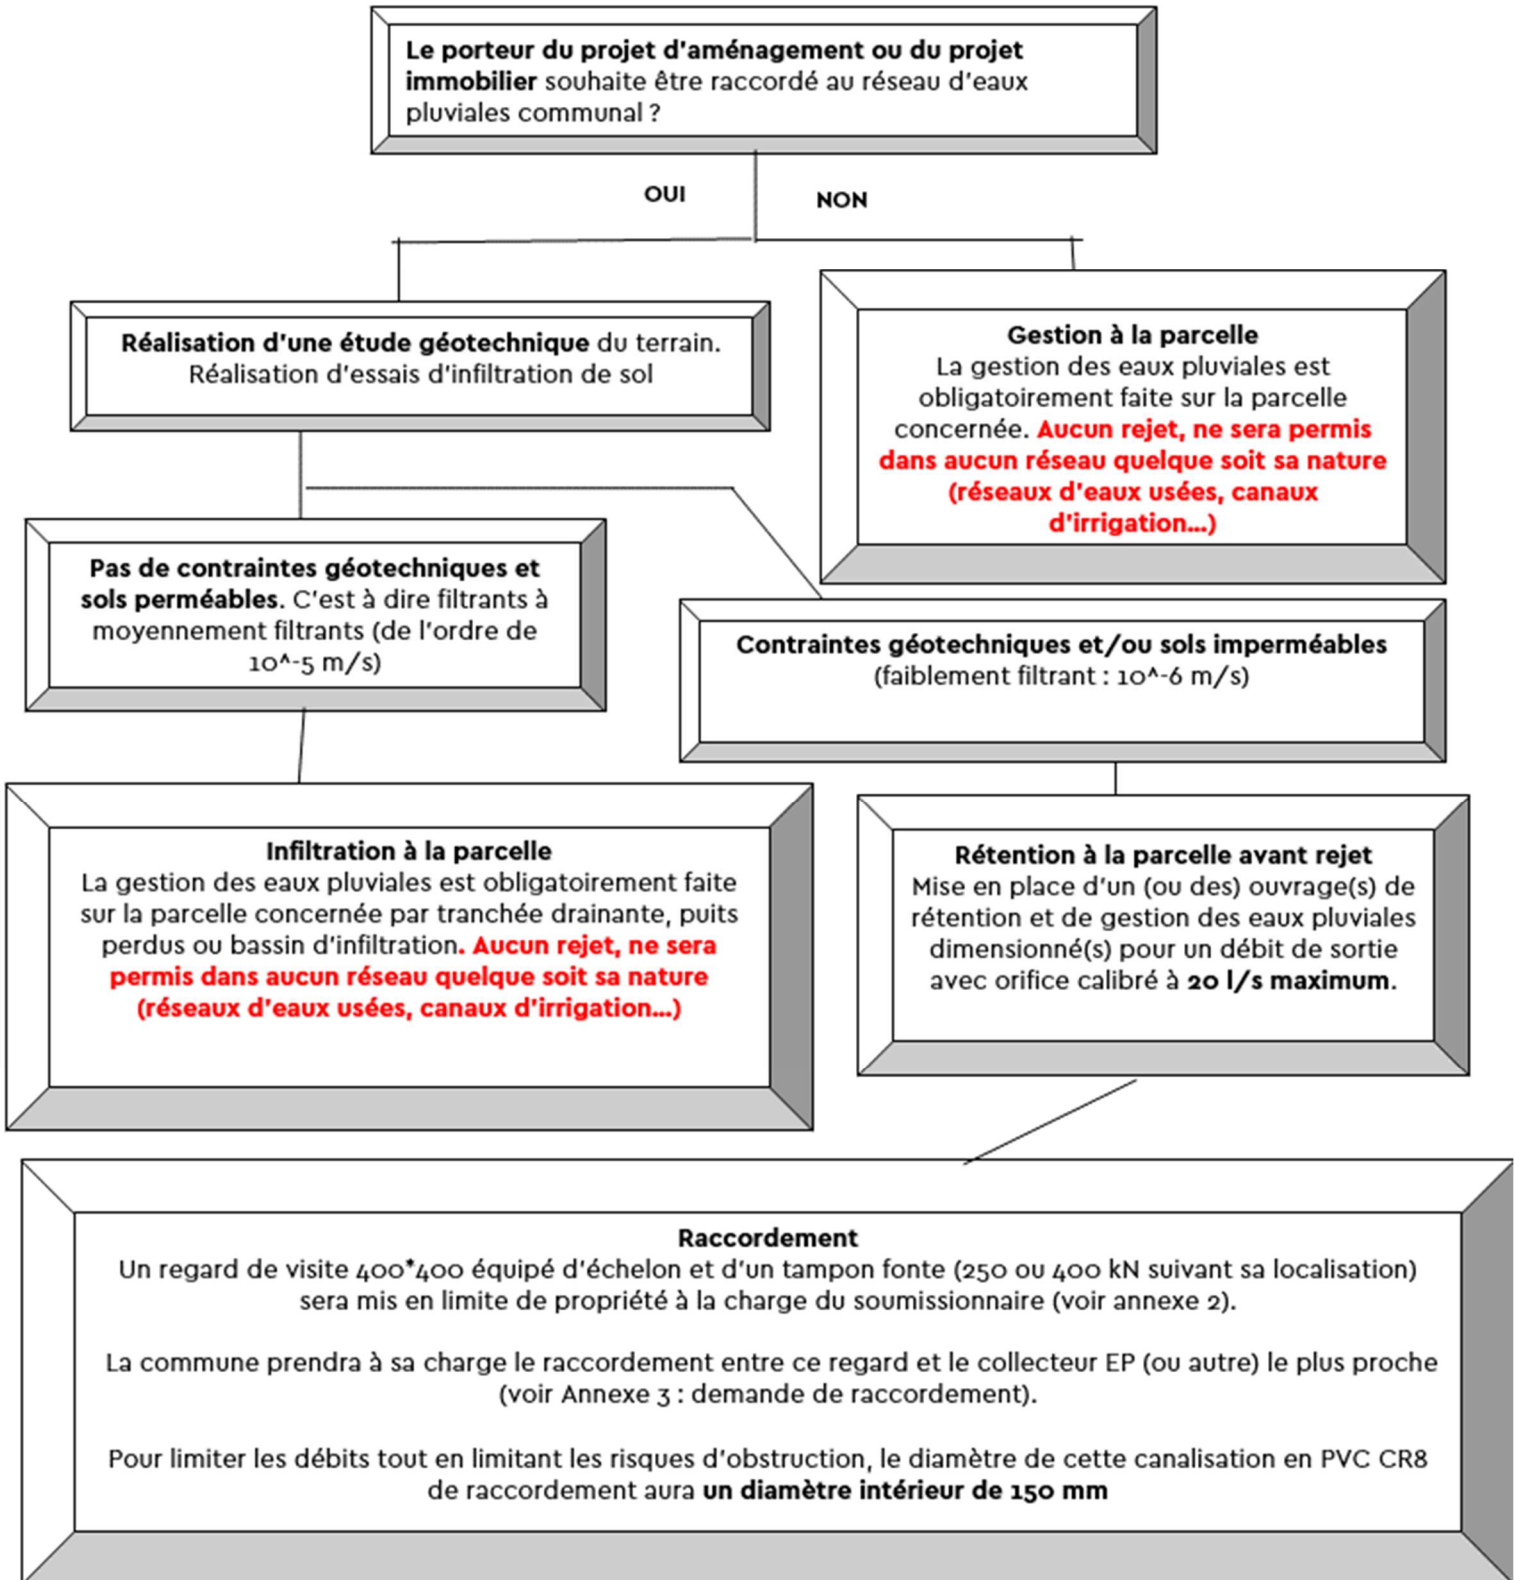 Le porteur du projet d'aménagement ou du projet
immobilier souhaite être raccordé au réseau d'eaux
pluviales communal ?
OUI
NON
Réalisation d'une étude géotechnique du terrain.
Réalisation d'essais d'infiltration de sol
Gestion à la parcelle
La gestion des eaux pluviales est
obligatoirement faite sur la parcelle
concernée. Aucun rejet, ne sera permis
dans aucun réseau quelque soit sa nature
(réseaux d'eaux usées, canaux
d'irrigation...)
Pas de contraintes géotechniques et
sols perméables. C'est à dire filtrants à
moyennement filtrants (de l'ordre de
10^-5 m/s)
Contraintes géotechniques et/ou sols imperméables
(faiblement filtrant : 10^-6 m/s)
Infiltration à la parcelle
La gestion des eaux pluviales est obligatoirement faite
sur la parcelle concernée par tranchée drainante, puits
perdus ou bassin d'infiltration. Aucun rejet, ne sera
permis dans aucun réseau quelque soit sa nature
(réseaux d'eaux usées, canaux d'irrigation...)
Rétention à la parcelle avant rejet
Mise en place d'un (ou des) ouvrage(s) de
rétention et de gestion des eaux pluviales
dimensionné(s) pour un débit de sortie
avec orifice calibré à 20 l/s maximum.
Raccordement
Un regard de visite 400*400 équipé d'échelon et d'un tampon fonte (250 ou 400 kN suivant sa localisation)
sera mis en limite de propriété à la charge du soumissionnaire (voir annexe 2).
La commune prendra à sa charge le raccordement entre ce regard et le collecteur EP (ou autre) le plus proche
(voir Annexe 3 : demande de raccordement).
Pour limiter les débits tout en limitant les risques d'obstruction, le diamètre de cette canalisation en PVC CR8
de raccordement aura un diamètre intérieur de 150 mm